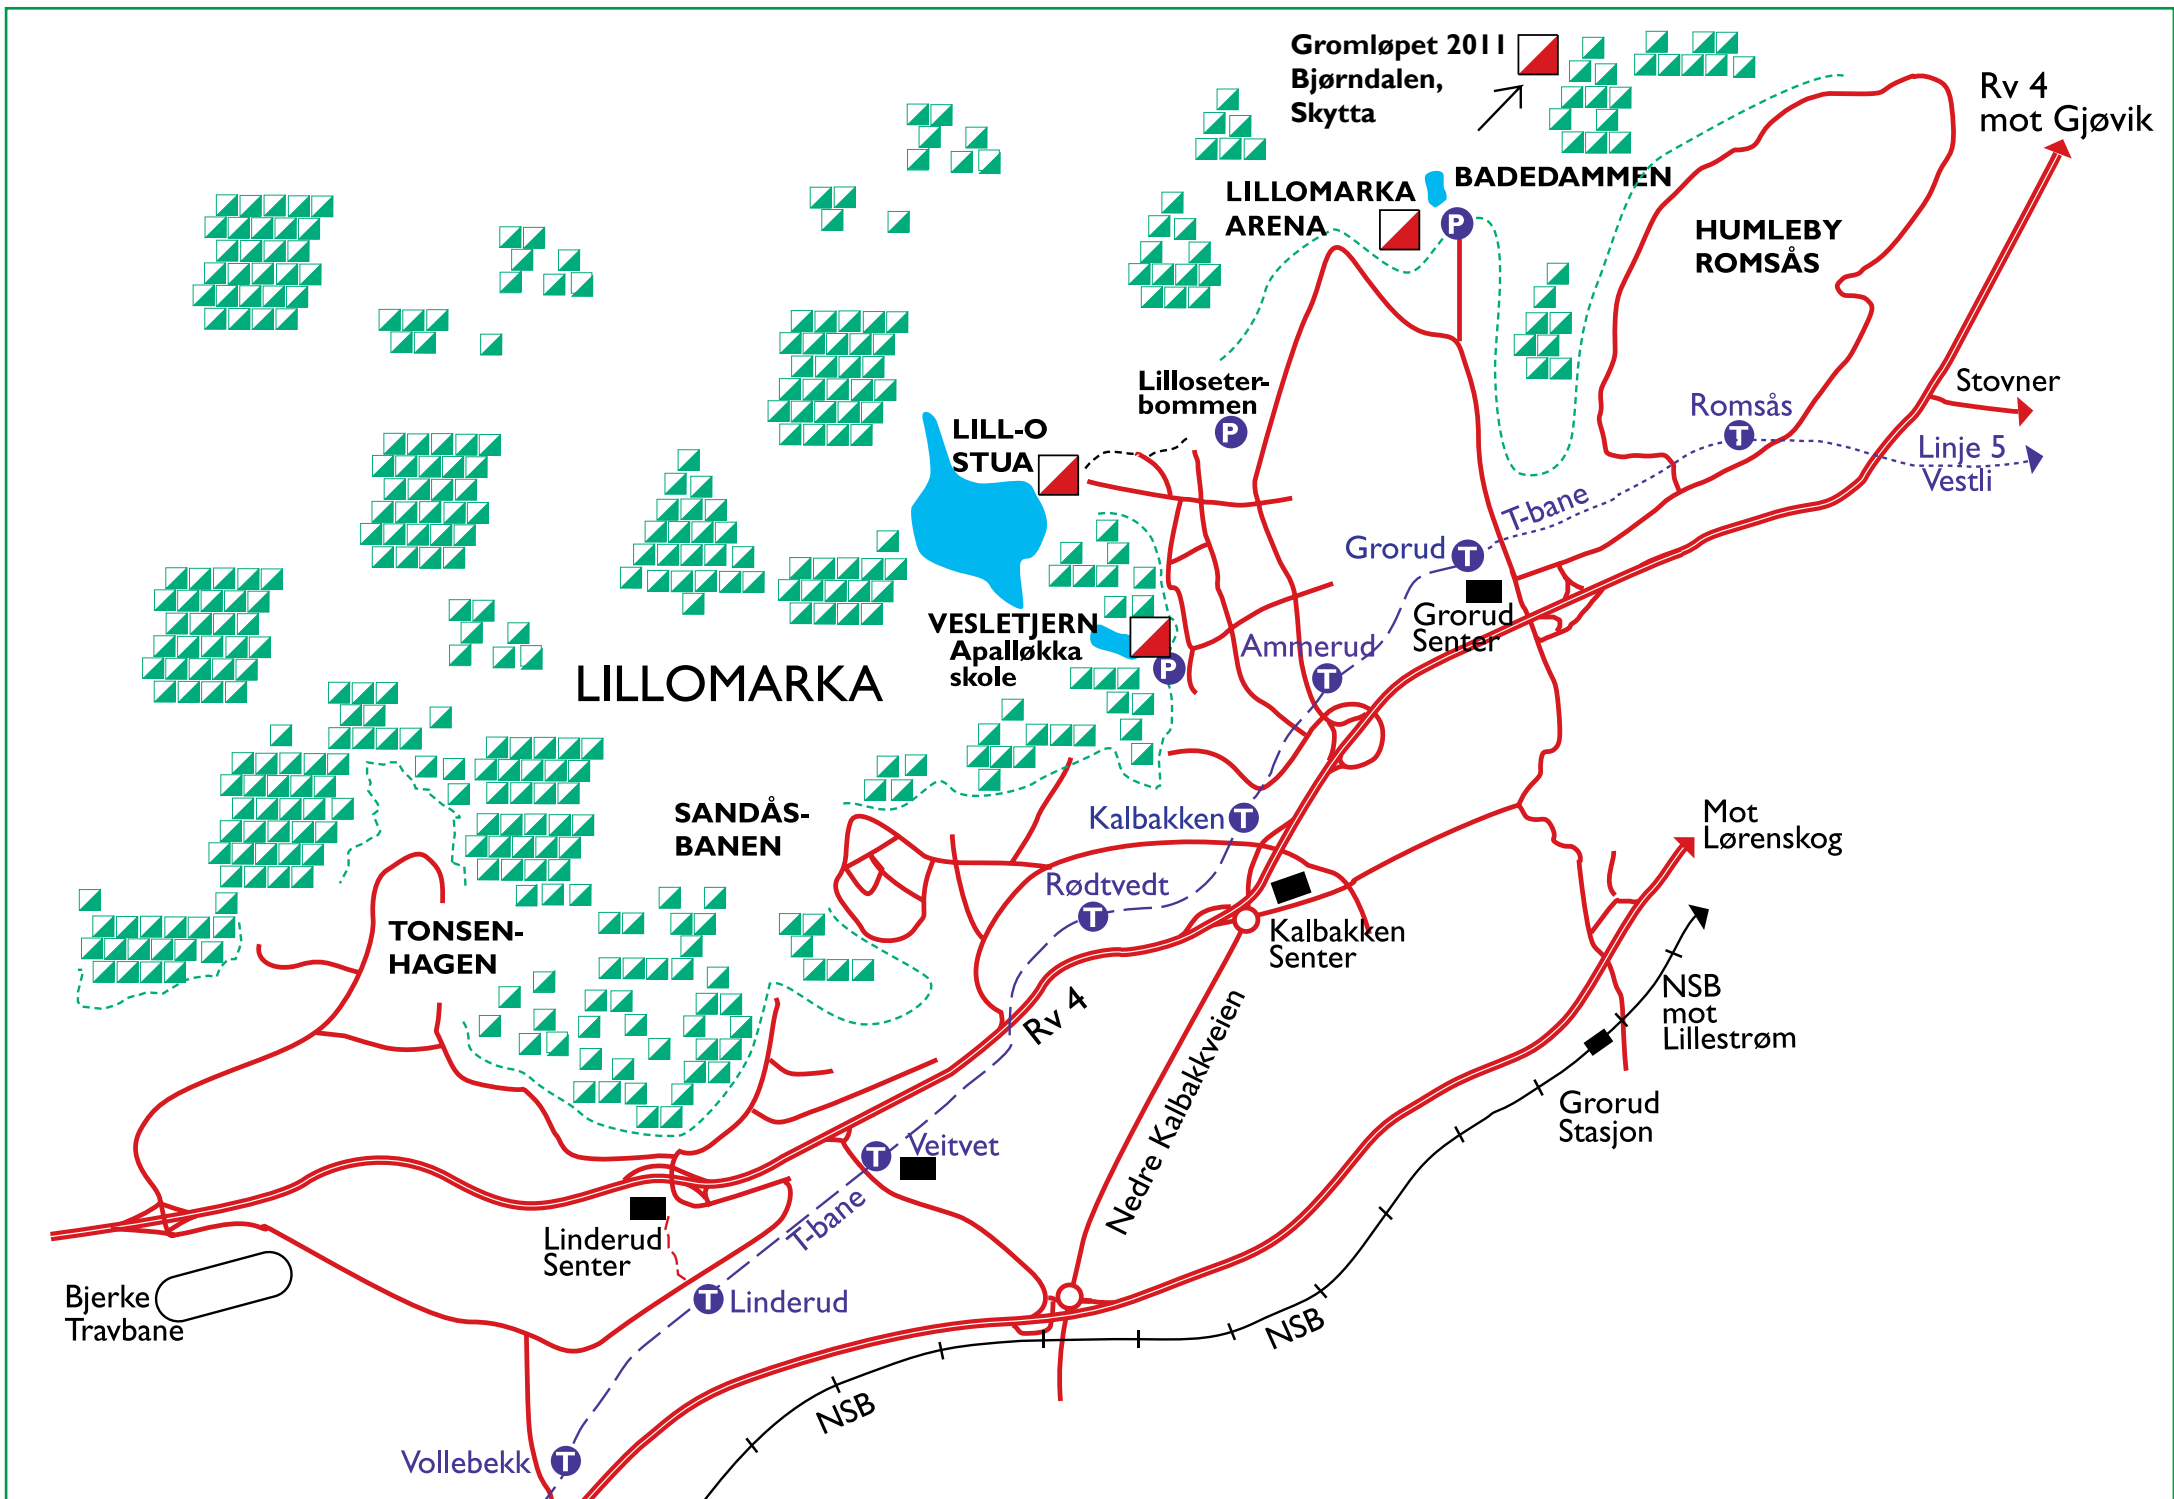 Gromløpet 2011
Bjørndalen,
Skytta
Rv 4
mot Gjøvik
BADEDAMMEN
LILLOMARKA
ARENA
P
HUMLEBY
ROMSÅS
Stovner
Lilloseter-
bommen
P
Romsås
T
Linje 5
Vestli
LILL-O
STUA
T-bane
Grorud
T
Grorud
Senter
VESLETJERN
Apalløkka
skole
P
Ammerud
T
LILLOMARKA
SANDÅS-
BANEN
Kalbakken
T
Mot
Lørenskog
Rødtvedt
T
TONSEN-
HAGEN
Kalbakken
Senter
NSB
mot
Lillestrøm
Rv 4
Nedre Kalbakkveien
Grorud
Stasjon
Veitvet
T
T-bane
Linderud
Senter
Bjerke
Travbane
T
Linderud
NSB
NSB
Vollebekk
T